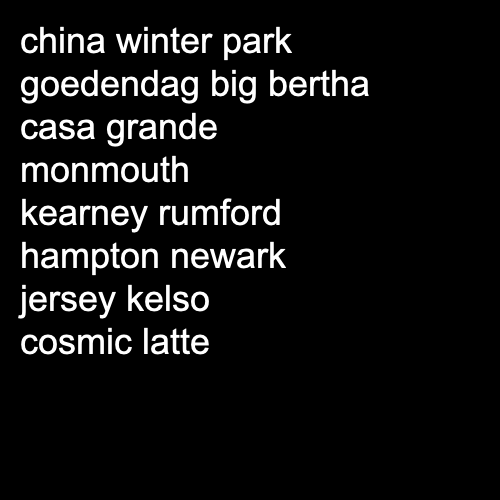 china winter park
goedendag big bertha
casa grande
monmouth
kearney rumford
hampton newark
jersey kelso
cosmic latte